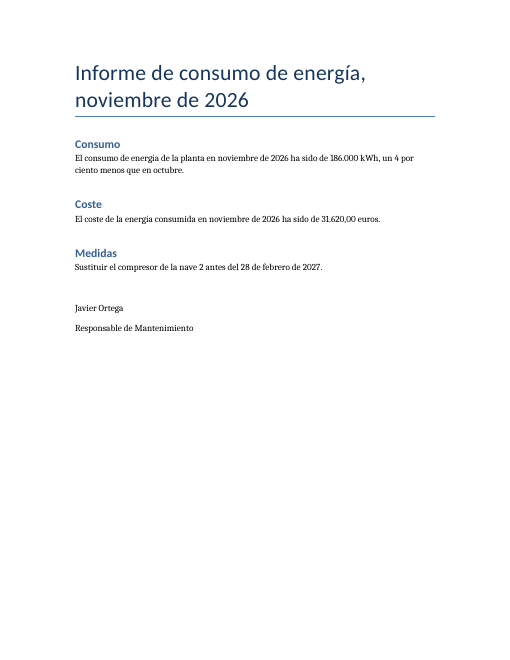 Informe de consumo de energía,
noviembre de 2026
Consumo
El consumo de energía de la planta en noviembre de 2026 ha sido de 186.000 kWh, un 4 por
ciento menos que en octubre.
Coste
El coste de la energía consumida en noviembre de 2026 ha sido de 31.620,00 euros.
Medidas
Sustituir el compresor de la nave 2 antes del 28 de febrero de 2027.
Javier Ortega
Responsable de Mantenimiento